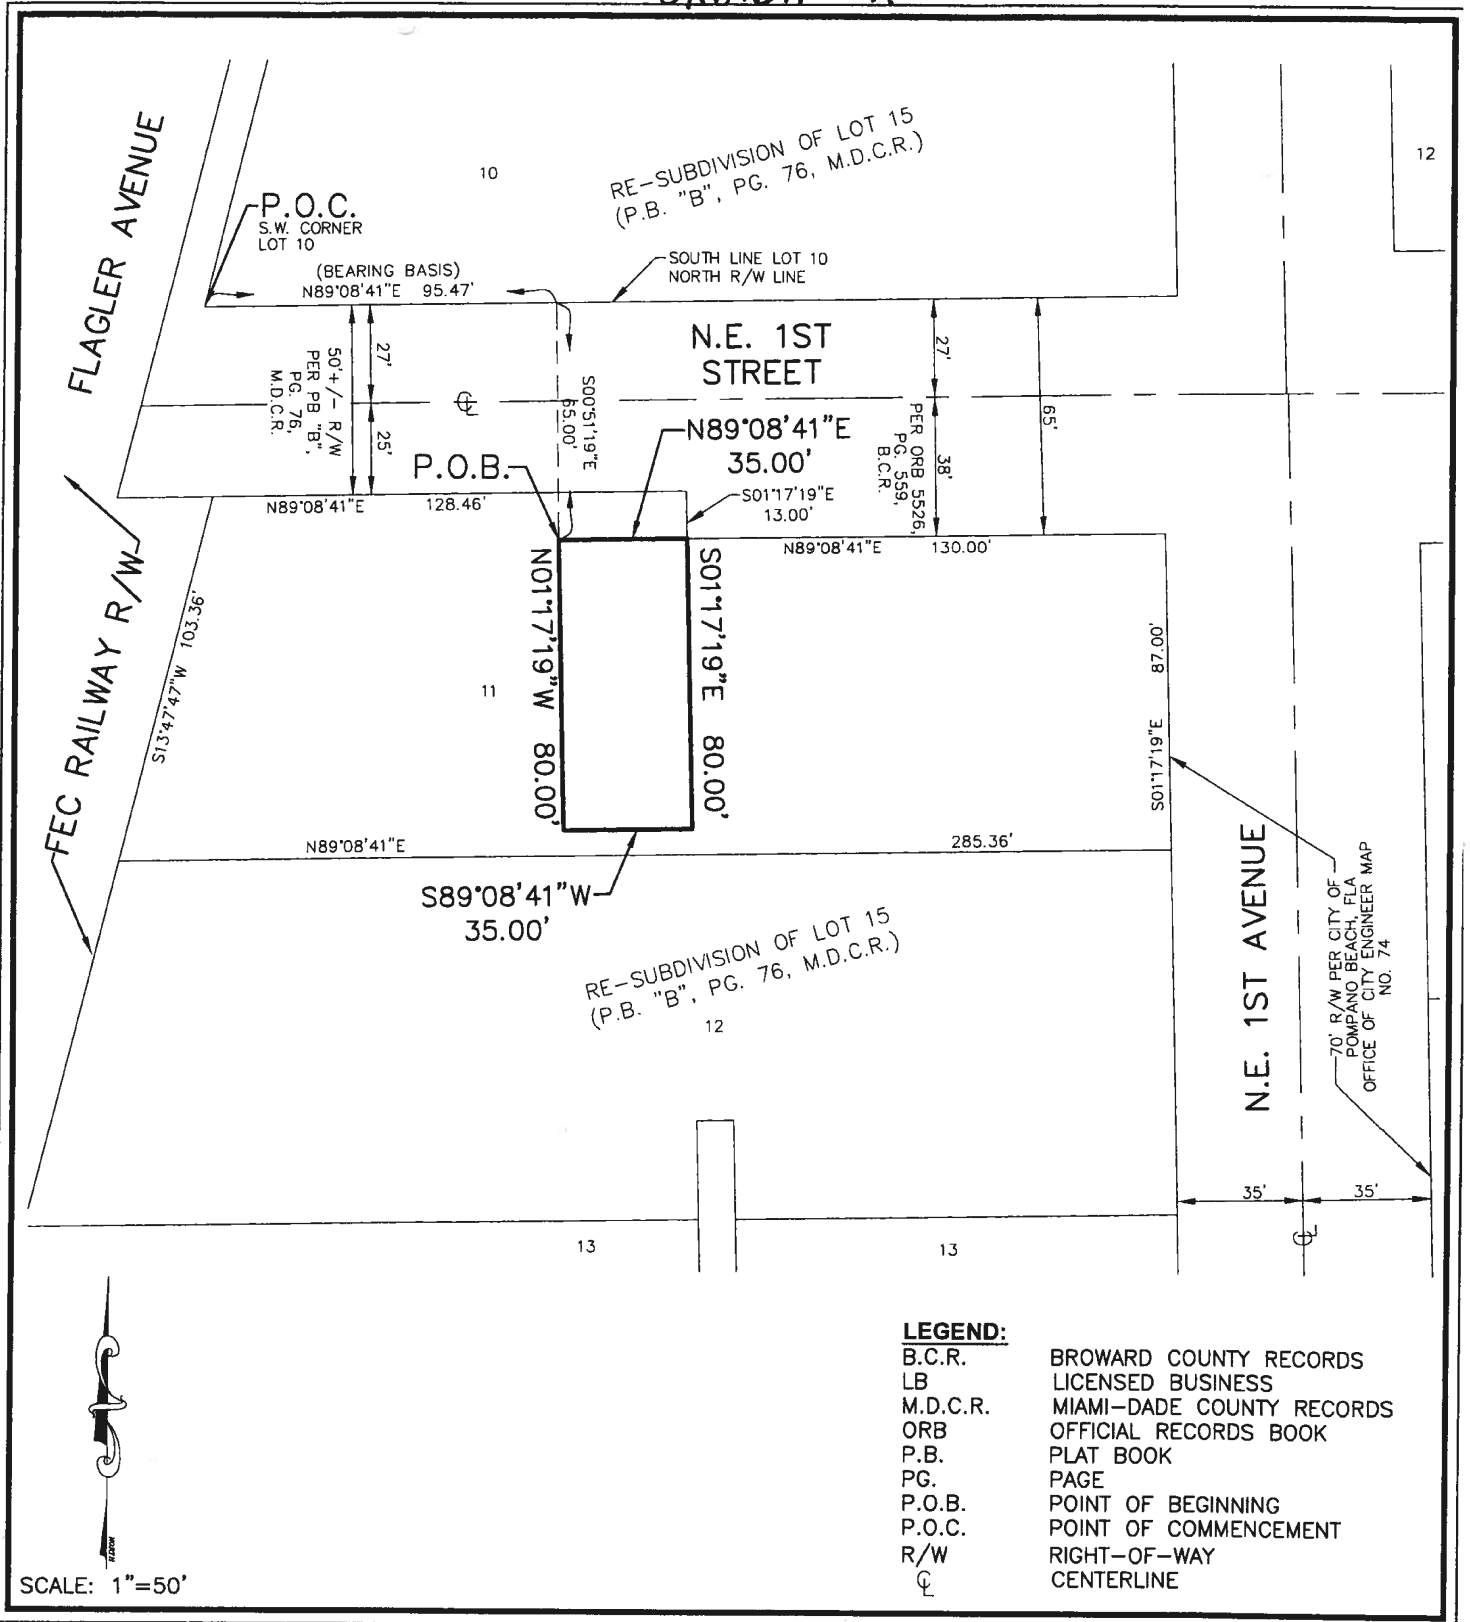 10
RE-SUBDIVISION OF LOT 15
(P.B. "B", PG. 76, M.D.C.R.)
12
FLAGLER AVENUE
P.O.C.
S.W. CORNER
LOT 10
(BEARING BASIS)
N89°08'41"E 95.47'
SOUTH LINE LOT 10
NORTH R/W LINE
N.E. 1ST
STREET
27'
25'
50'+/- R/W
PER PB "B",
PG. 76,
M.D.C.R.
S00°51'19"E
65.00'
27'
38'
65'
PER ORB 5526,
PG. 559,
B.C.R.
N89°08'41"E
35.00'
P.O.B.
S01°17'19"E
13.00'
N89°08'41"E 128.46'
N89°08'41"E 130.00'
FEC RAILWAY R/W
S13°47'47"W 103.36'
11
N01°17'19"W 80.00'
S01°17'19"E 80.00'
S01°17'19"E 87.00'
N89°08'41"E 285.36'
S89°08'41"W
35.00'
RE-SUBDIVISION OF LOT 15
(P.B. "B", PG. 76, M.D.C.R.)
12
N.E. 1ST AVENUE
70' R/W PER CITY OF
POMPANO BEACH, FLA
OFFICE OF CITY ENGINEER MAP
NO. 74
35'
35'
13
13
SCALE: 1"=50'
LEGEND:
B.C.R. BROWARD COUNTY RECORDS
LB LICENSED BUSINESS
M.D.C.R. MIAMI-DADE COUNTY RECORDS
ORB OFFICIAL RECORDS BOOK
P.B. PLAT BOOK
PG. PAGE
P.O.B. POINT OF BEGINNING
P.O.C. POINT OF COMMENCEMENT
R/W RIGHT-OF-WAY
℄ CENTERLINE